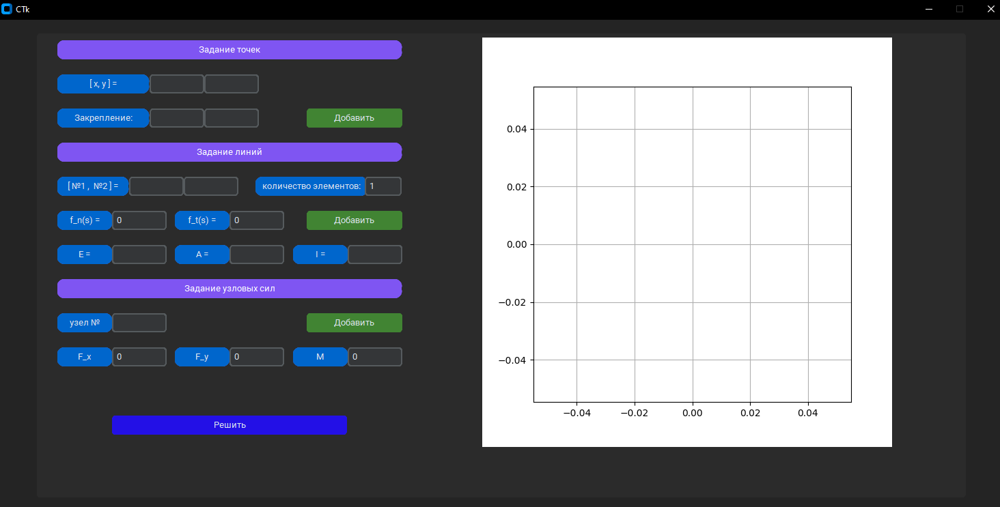 CTk
Задание точек
[ x, y ] =
Закрепление:
Добавить
Задание линий
[ №1 , №2 ] =
количество элементов: 1
f_n(s) = 0
f_t(s) = 0
Добавить
E =
A =
I =
Задание узловых сил
узел №
Добавить
F_x 0
F_y 0
M 0
Решить
0.04
0.02
0.00
−0.02
−0.04
−0.04 −0.02 0.00 0.02 0.04